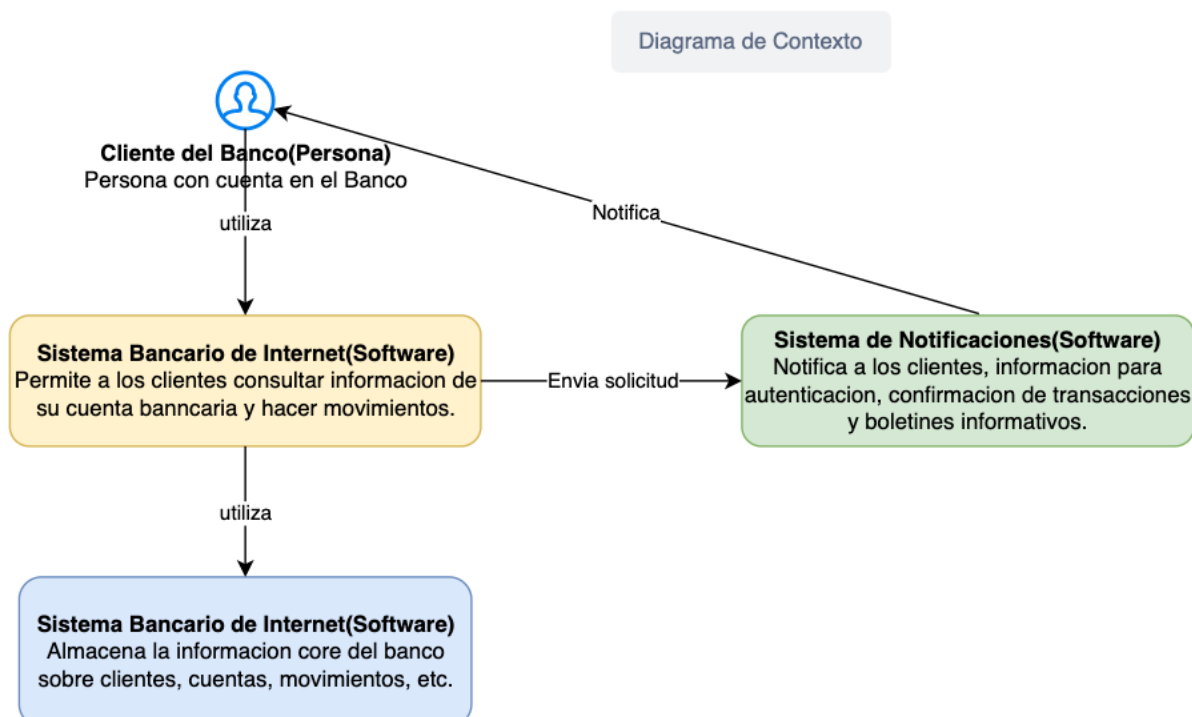 Diagrama de Contexto
Cliente del Banco(Persona)
Persona con cuenta en el Banco
utiliza
Notifica
Sistema Bancario de Internet(Software)
Permite a los clientes consultar informacion de
su cuenta banncaria y hacer movimientos.
Envia solicitud
Sistema de Notificaciones(Software)
Notifica a los clientes, informacion para
autenticacion, confirmacion de transacciones
y boletines informativos.
utiliza
Sistema Bancario de Internet(Software)
Almacena la informacion core del banco
sobre clientes, cuentas, movimientos, etc.